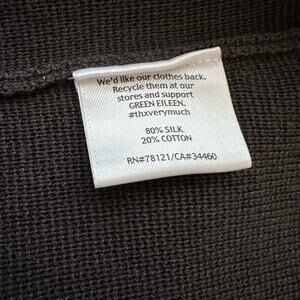 We'd like our clothes back.
Recycle them at our
stores and support
GREEN EILEEN.
#thxverymuch
80% SILK
20% COTTON
RN#78121/CA#34460